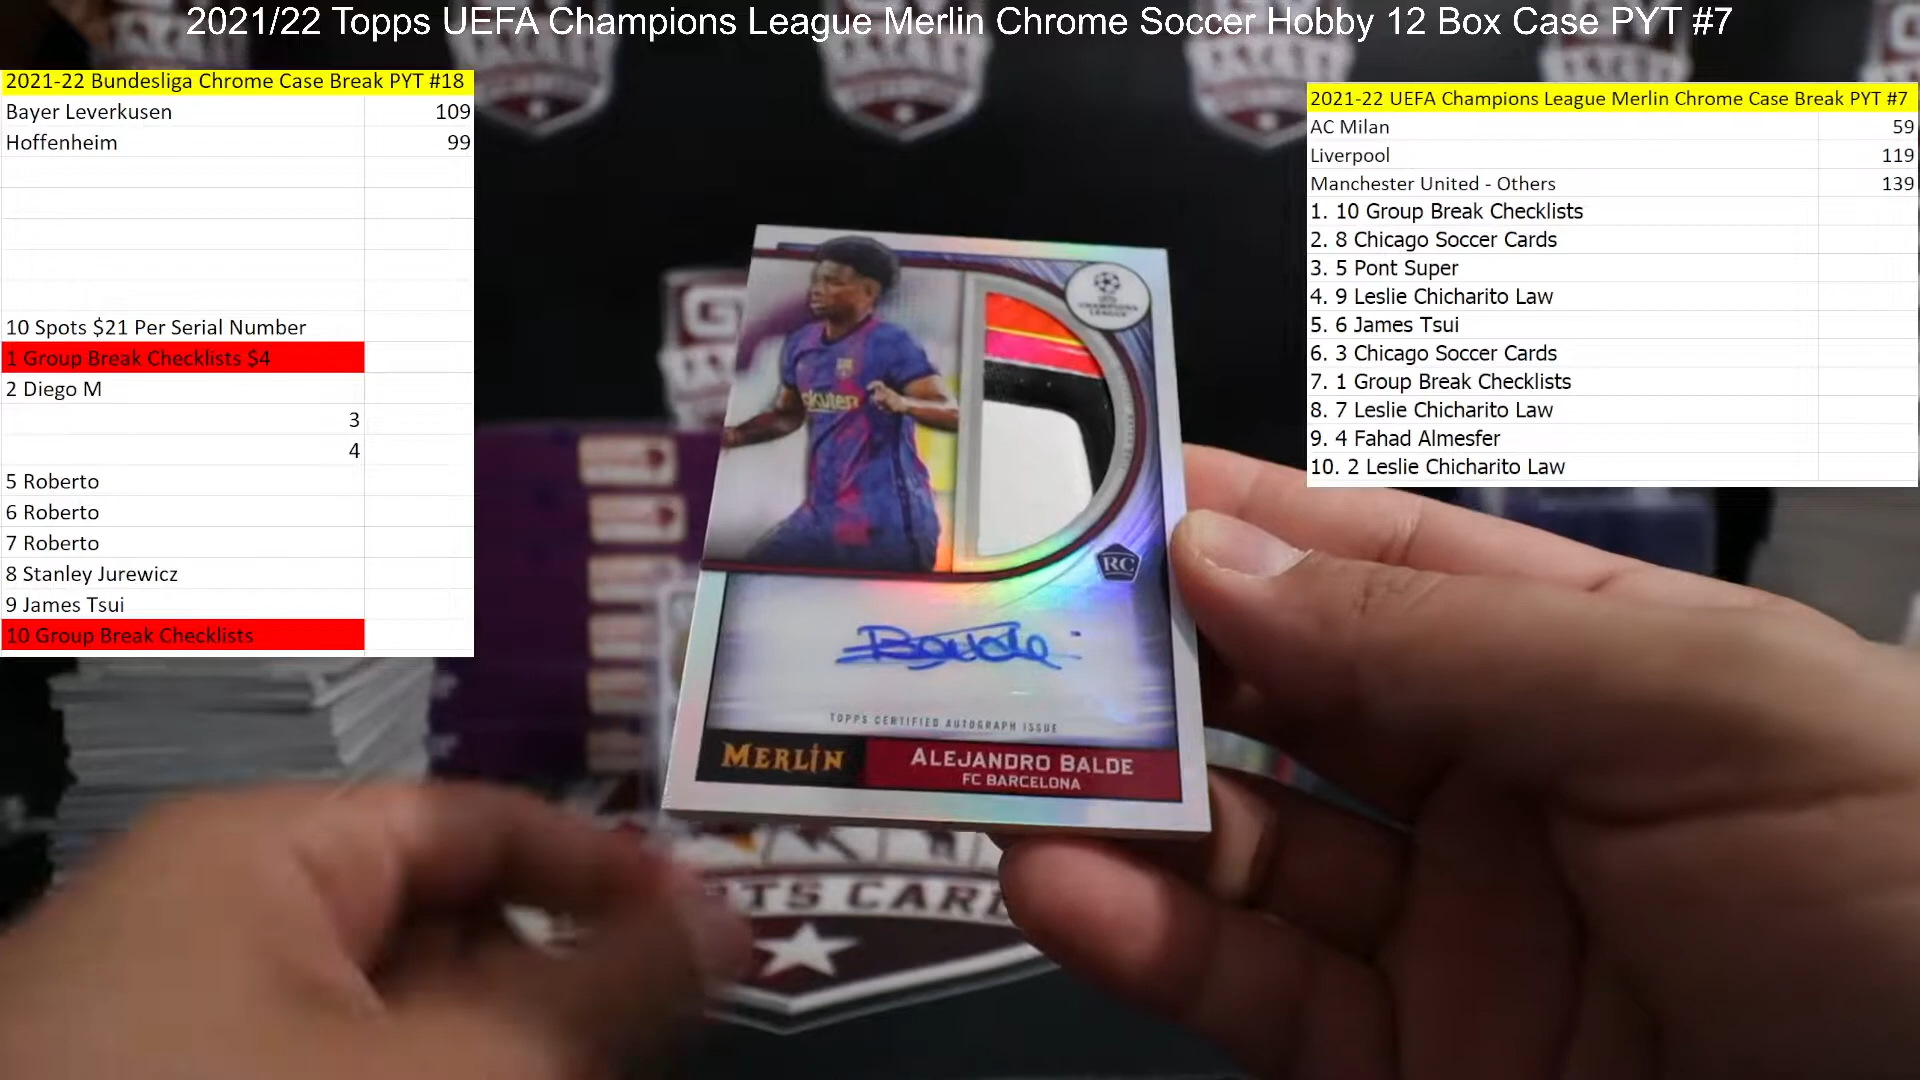 2021/22 Topps UEFA Champions League Merlin Chrome Soccer Hobby 12 Box Case PYT #7
2021-22 Bundesliga Chrome Case Break PYT #18
Bayer Leverkusen 109
Hoffenheim 99
10 Spots $21 Per Serial Number
1 Group Break Checklists $4
2 Diego M
3
4
5 Roberto
6 Roberto
7 Roberto
8 Stanley Jurewicz
9 James Tsui
10 Group Break Checklists
2021-22 UEFA Champions League Merlin Chrome Case Break PYT #7
AC Milan 59
Liverpool 119
Manchester United - Others 139
1. 10 Group Break Checklists
2. 8 Chicago Soccer Cards
3. 5 Pont Super
4. 9 Leslie Chicharito Law
5. 6 James Tsui
6. 3 Chicago Soccer Cards
7. 1 Group Break Checklists
8. 7 Leslie Chicharito Law
9. 4 Fahad Almesfer
10. 2 Leslie Chicharito Law
CHAMPIONS
LEAGUE
RC
Balde
TOPPS CERTIFIED AUTOGRAPH ISSUE
MERLIN
ALEJANDRO BALDE
FC BARCELONA